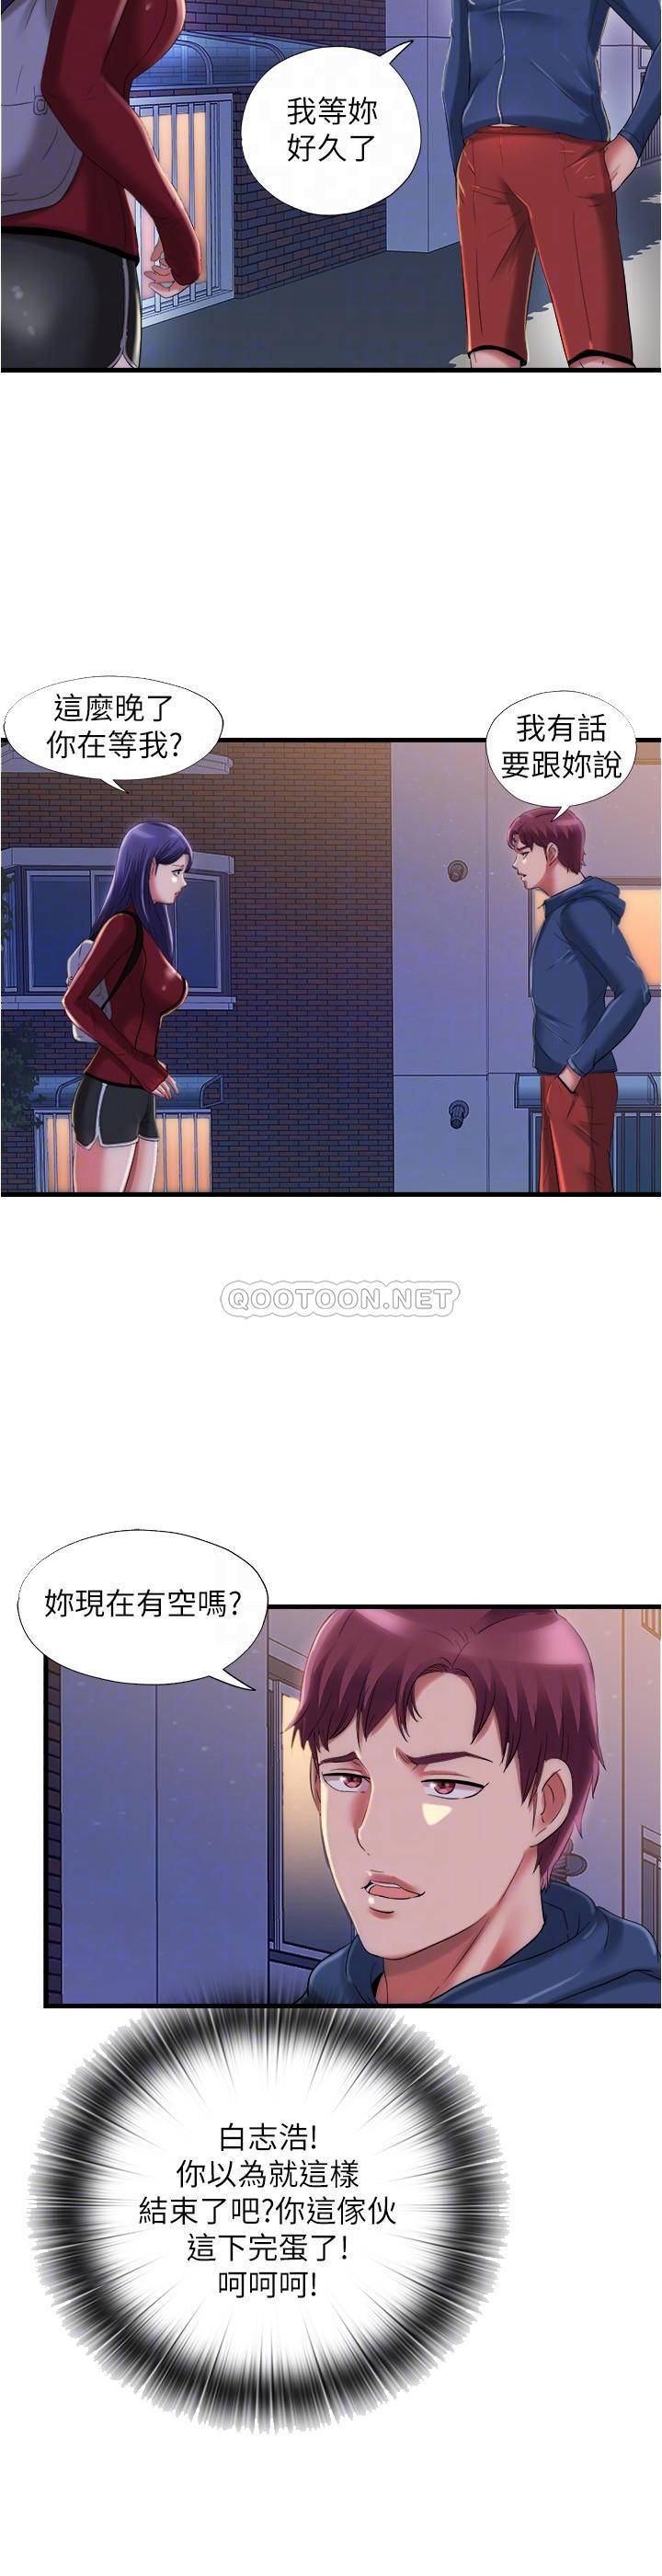 我等妳
好久了
這麼晚了
你在等我?
我有話
要跟妳說
QOOTOON.NET
妳現在有空嗎?
白志浩!
你以為就這樣
結束了吧?你這傢伙
這下完蛋了!
呵呵呵!